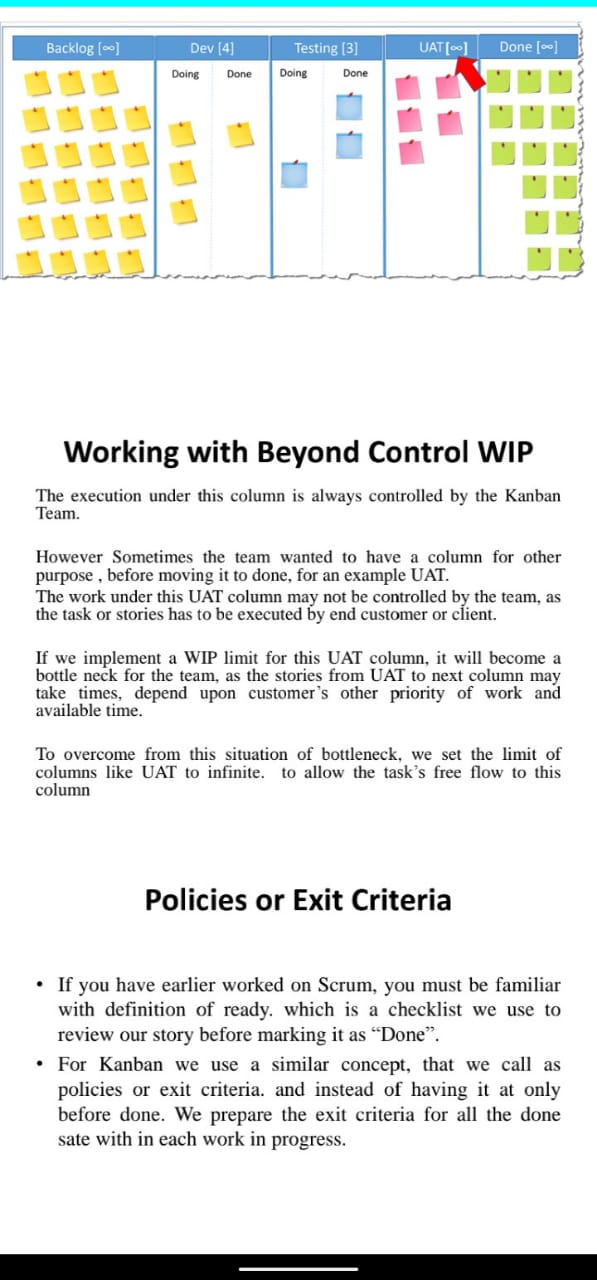 Backlog [∞] Dev [4] Testing [3] UAT[∞] Done [∞]
Doing Done Doing Done
Working with Beyond Control WIP
The execution under this column is always controlled by the Kanban
Team.
However Sometimes the team wanted to have a column for other
purpose , before moving it to done, for an example UAT.
The work under this UAT column may not be controlled by the team, as
the task or stories has to be executed by end customer or client.
If we implement a WIP limit for this UAT column, it will become a
bottle neck for the team, as the stories from UAT to next column may
take times, depend upon customer's other priority of work and
available time.
To overcome from this situation of bottleneck, we set the limit of
columns like UAT to infinite. to allow the task's free flow to this
column
Policies or Exit Criteria
• If you have earlier worked on Scrum, you must be familiar
with definition of ready. which is a checklist we use to
review our story before marking it as “Done”.
• For Kanban we use a similar concept, that we call as
policies or exit criteria. and instead of having it at only
before done. We prepare the exit criteria for all the done
sate with in each work in progress.